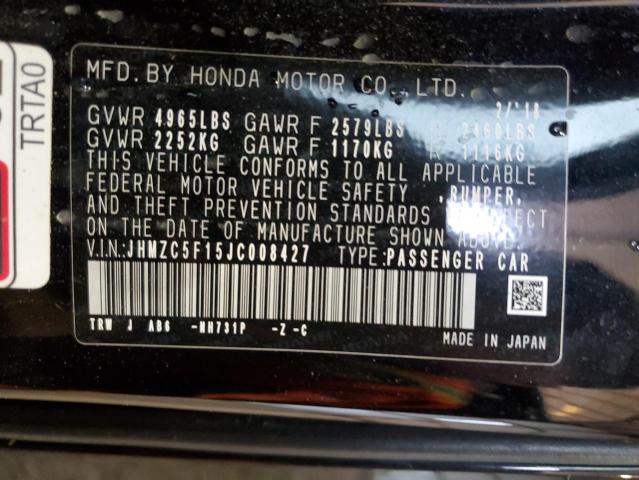 MFD. BY HONDA MOTOR CO., LTD. 2/'18
GVWR 4965LBS GAWR F 2579LBS R 2460LBS
GVWR 2252KG GAWR F 1170KG R 1116KG
THIS VEHICLE CONFORMS TO ALL APPLICABLE
FEDERAL MOTOR VEHICLE SAFETY ,BUMPER,
AND THEFT PREVENTION STANDARDS IN EFFECT
ON THE DATE OF MANUFACTURE SHOWN ABOVE.
V.I.N:JHMZC5F15JC008427 TYPE:PASSENGER CAR
TRW J AB6 -NH731P -Z -C
MADE IN JAPAN
TRTA0